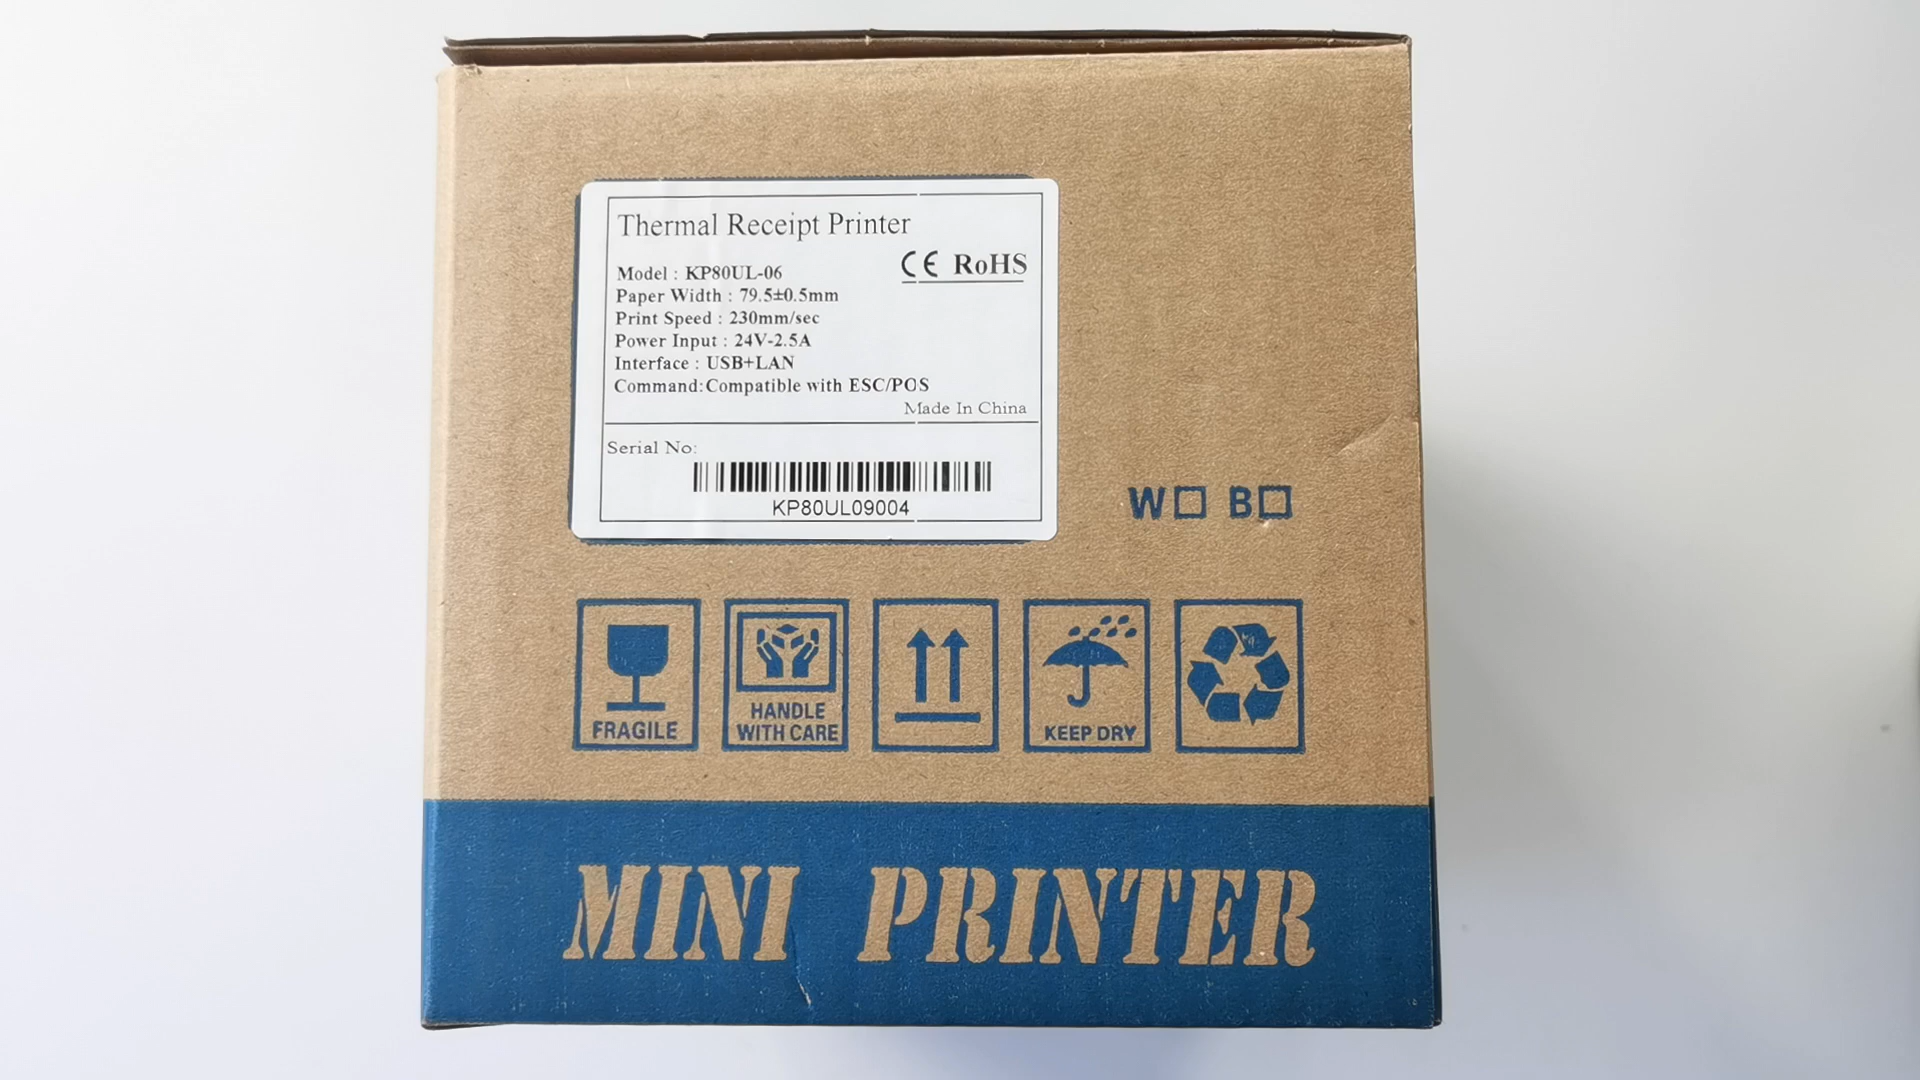 Thermal Receipt Printer
CE RoHS
Model : KP80UL-06
Paper Width : 79.5±0.5mm
Print Speed : 230mm/sec
Power Input : 24V-2.5A
Interface : USB+LAN
Command:Compatible with ESC/POS
Made In China
Serial No:
KP80UL09004
W□ B□
FRAGILE
HANDLE
WITH CARE
KEEP DRY
MINI PRINTER